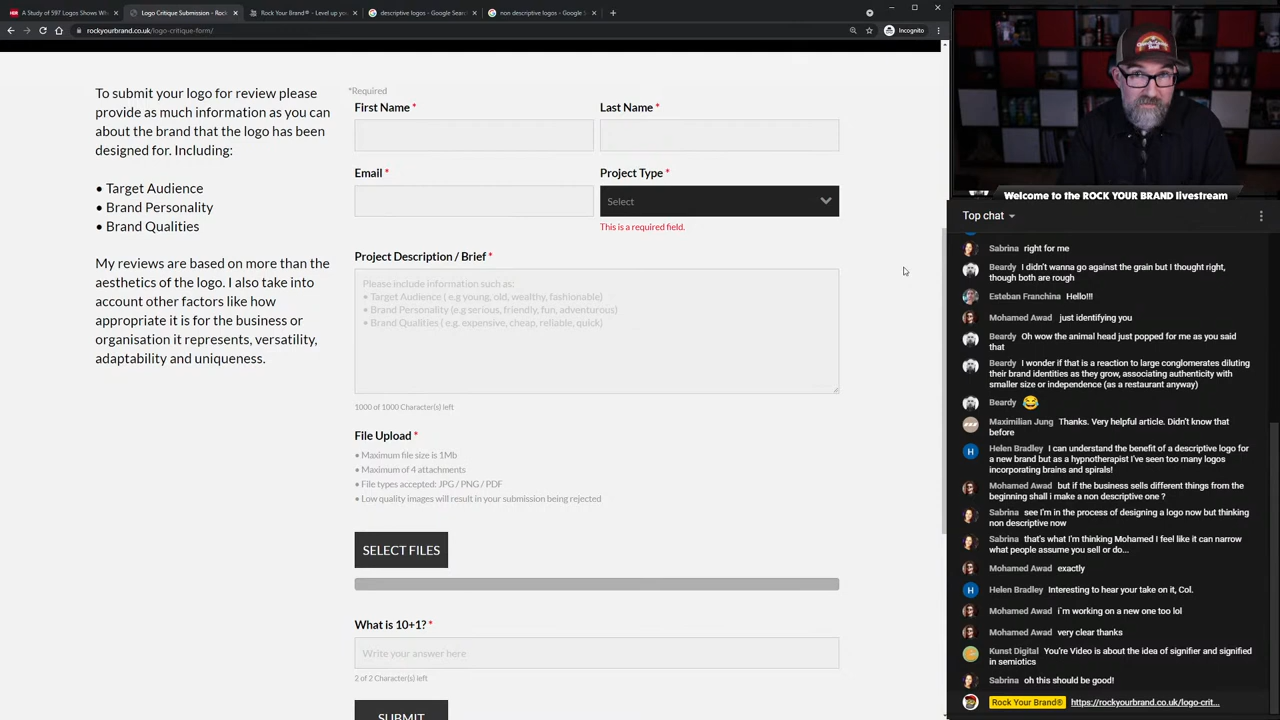 A Study of 597 Logos Shows Wh
Logo Critique Submission - Roc
Rock Your Brand® - Level up yo
descriptive logos - Google Sear
non descriptive logos - Google S
rockyourbrand.co.uk/logo-critique-form/
Incognito
To submit your logo for review please
provide as much information as you can
about the brand that the logo has been
designed for. Including:
• Target Audience
• Brand Personality
• Brand Qualities
My reviews are based on more than the
aesthetics of the logo. I also take into
account other factors like how
appropriate it is for the business or
organisation it represents, versatility,
adaptability and uniqueness.
*Required
First Name *
Last Name *
Email *
Project Type *
Select
This is a required field.
Project Description / Brief *
Please include information such as:
• Target Audience ( e.g young, old, wealthy, fashionable)
• Brand Personality (e.g serious, friendly, fun, adventurous)
• Brand Qualities ( e.g. expensive, cheap, reliable, quick)
1000 of 1000 Character(s) left
File Upload *
• Maximum file size is 1Mb
• Maximum of 4 attachments
• File types accepted: JPG / PNG / PDF
• Low quality images will result in your submission being rejected
SELECT FILES
What is 10+1? *
Write your answer here
2 of 2 Character(s) left
SUBMIT
Welcome to the ROCK YOUR BRAND livestream
Top chat
Sabrina right for me
Beardy I didn't wanna go against the grain but I thought right,
though both are rough
Esteban Franchina Hello!!!
Mohamed Awad just identifying you
Beardy Oh wow the animal head just popped for me as you said
that
Beardy I wonder if that is a reaction to large conglomerates diluting
their brand identities as they grow, associating authenticity with
smaller size or independence (as a restaurant anyway)
Beardy 😂
Maximilian Jung Thanks. Very helpful article. Didn't know that
before
H Helen Bradley I can understand the benefit of a descriptive logo for
a new brand but as a hypnotherapist I've seen too many logos
incorporating brains and spirals!
Mohamed Awad but if the business sells different things from the
beginning shall i make a non descriptive one ?
Sabrina see I'm in the process of designing a logo now but thinking
non descriptive now
Sabrina that's what I'm thinking Mohamed I feel like it can narrow
what people assume you sell or do...
Mohamed Awad exactly
H Helen Bradley Interesting to hear your take on it, Col.
Mohamed Awad i`m working on a new one too lol
Mohamed Awad very clear thanks
Kunst Digital You're Video is about the idea of signifier and signified
in semiotics
Sabrina oh this should be good!
Rock Your Brand® https://rockyourbrand.co.uk/logo-crit...